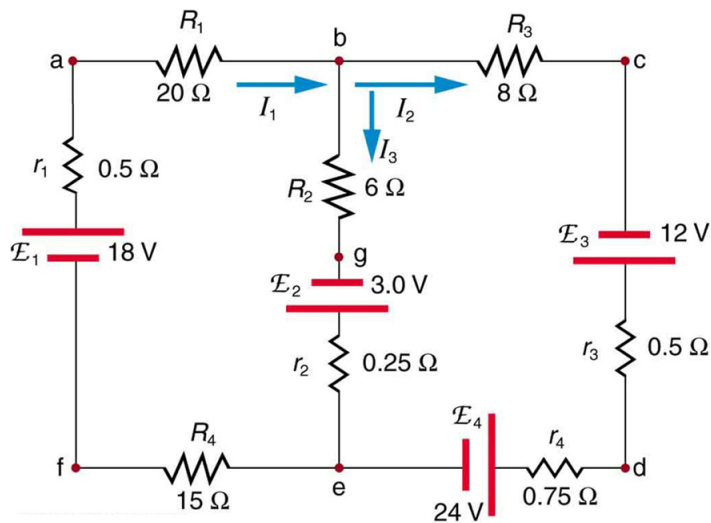 R₁
b
R₃
a
c
20 Ω
I₁
I₂
8 Ω
I₃
r₁
0.5 Ω
R₂
6 Ω
ℰ₁
18 V
g
ℰ₃
12 V
ℰ₂
3.0 V
r₂
0.25 Ω
r₃
0.5 Ω
R₄
ℰ₄
r₄
f
d
15 Ω
e
24 V
0.75 Ω